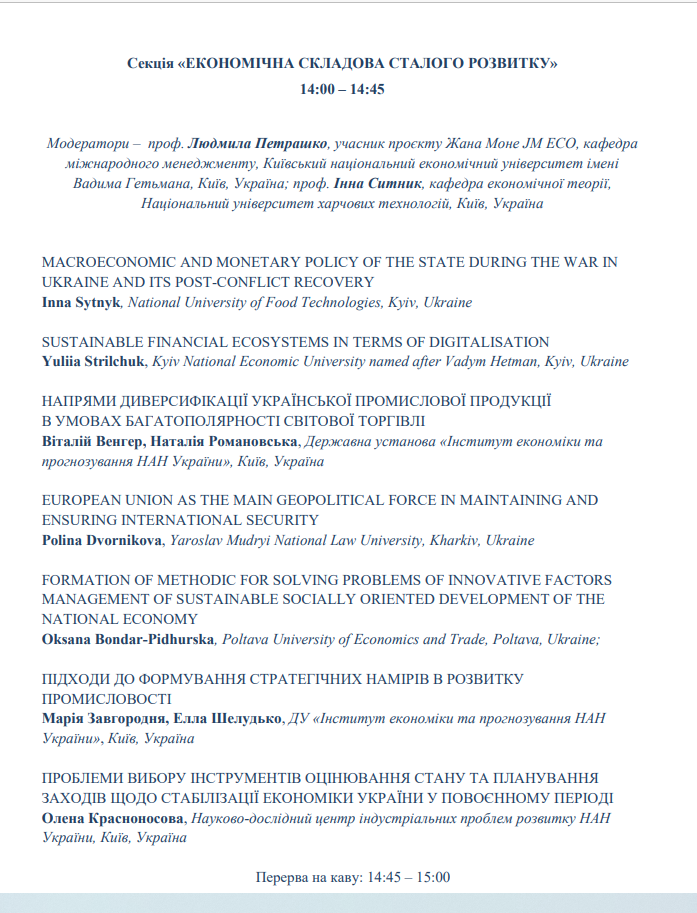 Секція «ЕКОНОМІЧНА СКЛАДОВА СТАЛОГО РОЗВИТКУ»
14:00 – 14:45
Модератори – проф. Людмила Петрашко, учасник проєкту Жана Моне JM ECO, кафедра
міжнародного менеджменту, Київський національний економічний університет імені
Вадима Гетьмана, Київ, Україна; проф. Інна Ситник, кафедра економічної теорії,
Національний університет харчових технологій, Київ, Україна
MACROECONOMIC AND MONETARY POLICY OF THE STATE DURING THE WAR IN
UKRAINE AND ITS POST-CONFLICT RECOVERY
Inna Sytnyk, National University of Food Technologies, Kyiv, Ukraine
SUSTAINABLE FINANCIAL ECOSYSTEMS IN TERMS OF DIGITALISATION
Yuliia Strilchuk, Kyiv National Economic University named after Vadym Hetman, Kyiv, Ukraine
НАПРЯМИ ДИВЕРСИФІКАЦІЇ УКРАЇНСЬКОЇ ПРОМИСЛОВОЇ ПРОДУКЦІЇ
В УМОВАХ БАГАТОПОЛЯРНОСТІ СВІТОВОЇ ТОРГІВЛІ
Віталій Венгер, Наталія Романовська, Державна установа «Інститут економіки та
прогнозування НАН України», Київ, Україна
EUROPEAN UNION AS THE MAIN GEOPOLITICAL FORCE IN MAINTAINING AND
ENSURING INTERNATIONAL SECURITY
Polina Dvornikova, Yaroslav Mudryi National Law University, Kharkiv, Ukraine
FORMATION OF METHODIC FOR SOLVING PROBLEMS OF INNOVATIVE FACTORS
MANAGEMENT OF SUSTAINABLE SOCIALLY ORIENTED DEVELOPMENT OF THE
NATIONAL ECONOMY
Oksana Bondar-Pidhurska, Poltava University of Economics and Trade, Poltava, Ukraine;
ПІДХОДИ ДО ФОРМУВАННЯ СТРАТЕГІЧНИХ НАМІРІВ В РОЗВИТКУ
ПРОМИСЛОВОСТІ
Марія Завгородня, Елла Шелудько, ДУ «Інститут економіки та прогнозування НАН
України», Київ, Україна
ПРОБЛЕМИ ВИБОРУ ІНСТРУМЕНТІВ ОЦІНЮВАННЯ СТАНУ ТА ПЛАНУВАННЯ
ЗАХОДІВ ЩОДО СТАБІЛІЗАЦІЇ ЕКОНОМІКИ УКРАЇНИ У ПОВОЄННОМУ ПЕРІОДІ
Олена Красноносова, Науково-дослідний центр індустріальних проблем розвитку НАН
України, Київ, Україна
Перерва на каву: 14:45 – 15:00